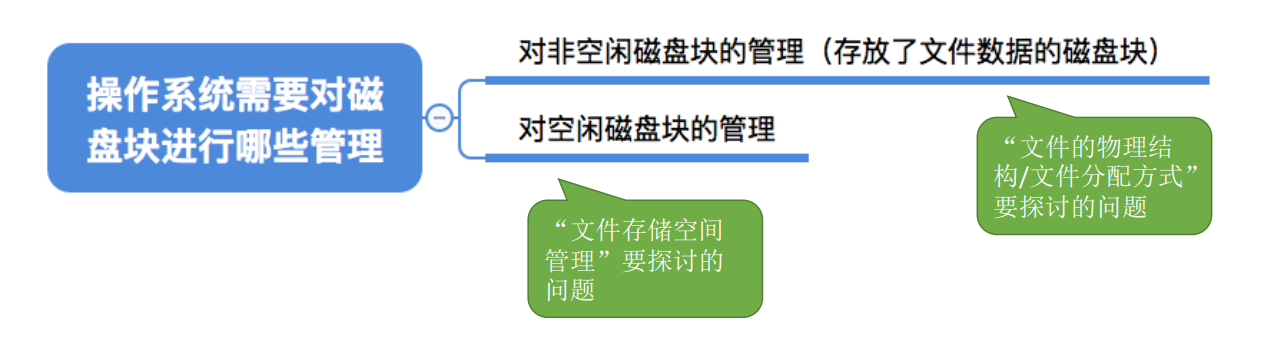 操作系统需要对磁
盘块进行哪些管理
对非空闲磁盘块的管理（存放了文件数据的磁盘块）
对空闲磁盘块的管理
“文件的物理结
构/文件分配方式”
要探讨的问题
“文件存储空间
管理”要探讨的
问题